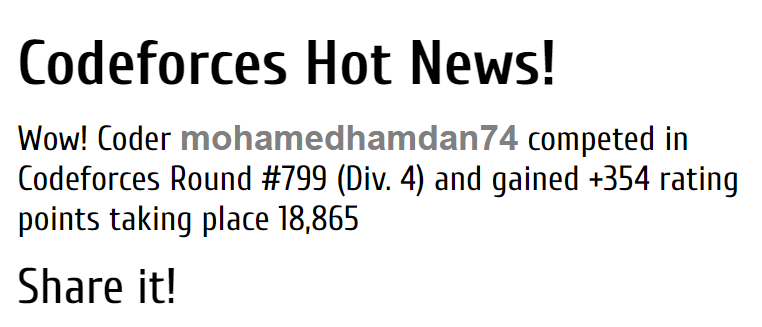 Codeforces Hot News!
Wow! Coder mohamedhamdan74 competed in
Codeforces Round #799 (Div. 4) and gained +354 rating
points taking place 18,865
Share it!